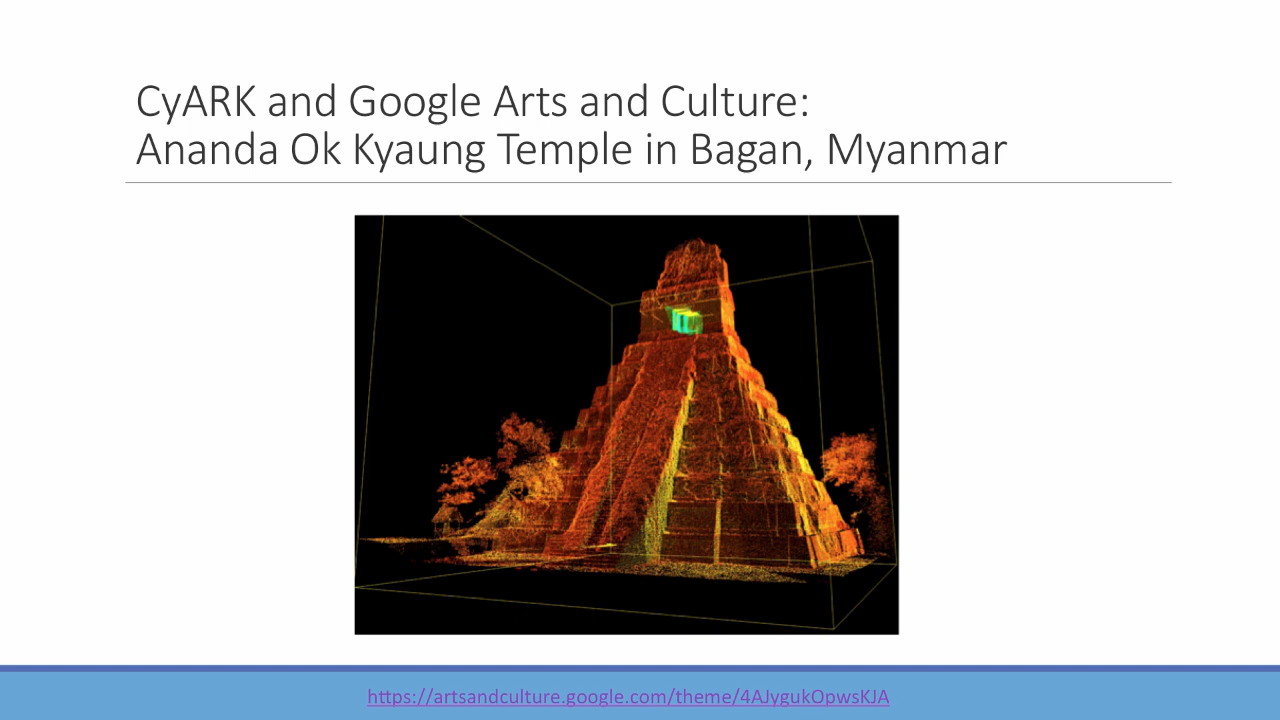 CyARK and Google Arts and Culture:
Ananda Ok Kyaung Temple in Bagan, Myanmar
https://artsandculture.google.com/theme/4AJygukOpwsKJA